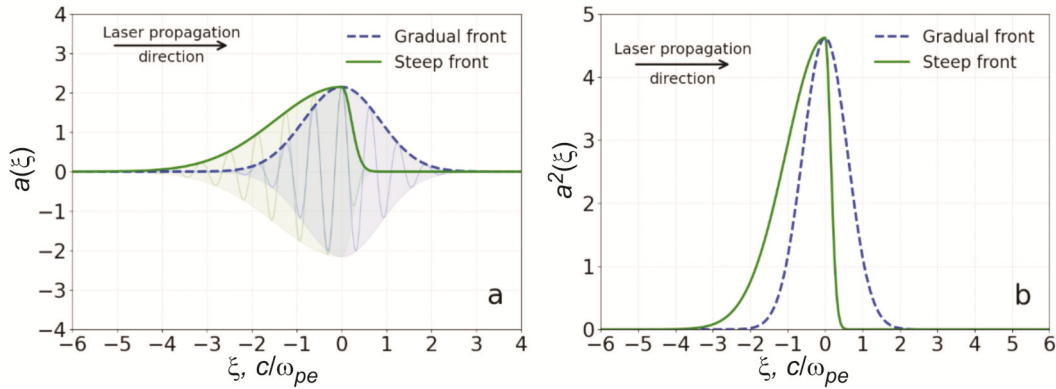 4
3
2
1
0
−1
−2
−3
−4
a(ξ)
Laser propagation
direction
Gradual front
Steep front
a
−6 −5 −4 −3 −2 −1 0 1 2 3 4
ξ, c/ωpe
5
4
3
2
1
0
a²(ξ)
Laser propagation
direction
Gradual front
Steep front
b
−6 −5 −4 −3 −2 −1 0 1 2 3 4 5 6
ξ, c/ωpe